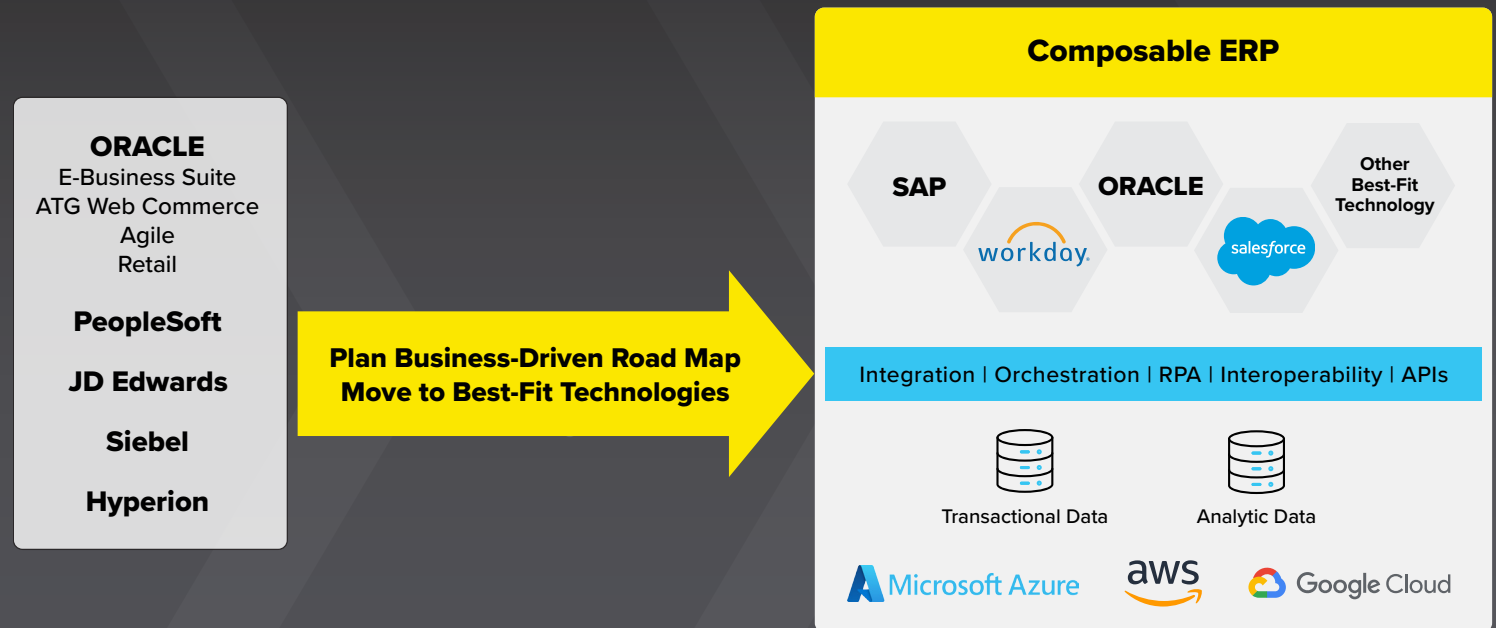 ORACLE
E-Business Suite
ATG Web Commerce
Agile
Retail
PeopleSoft
JD Edwards
Siebel
Hyperion
Plan Business-Driven Road Map
Move to Best-Fit Technologies
Composable ERP
SAP
workday.
ORACLE
salesforce
Other
Best-Fit
Technology
Integration | Orchestration | RPA | Interoperability | APIs
Transactional Data
Analytic Data
Microsoft Azure
aws
Google Cloud